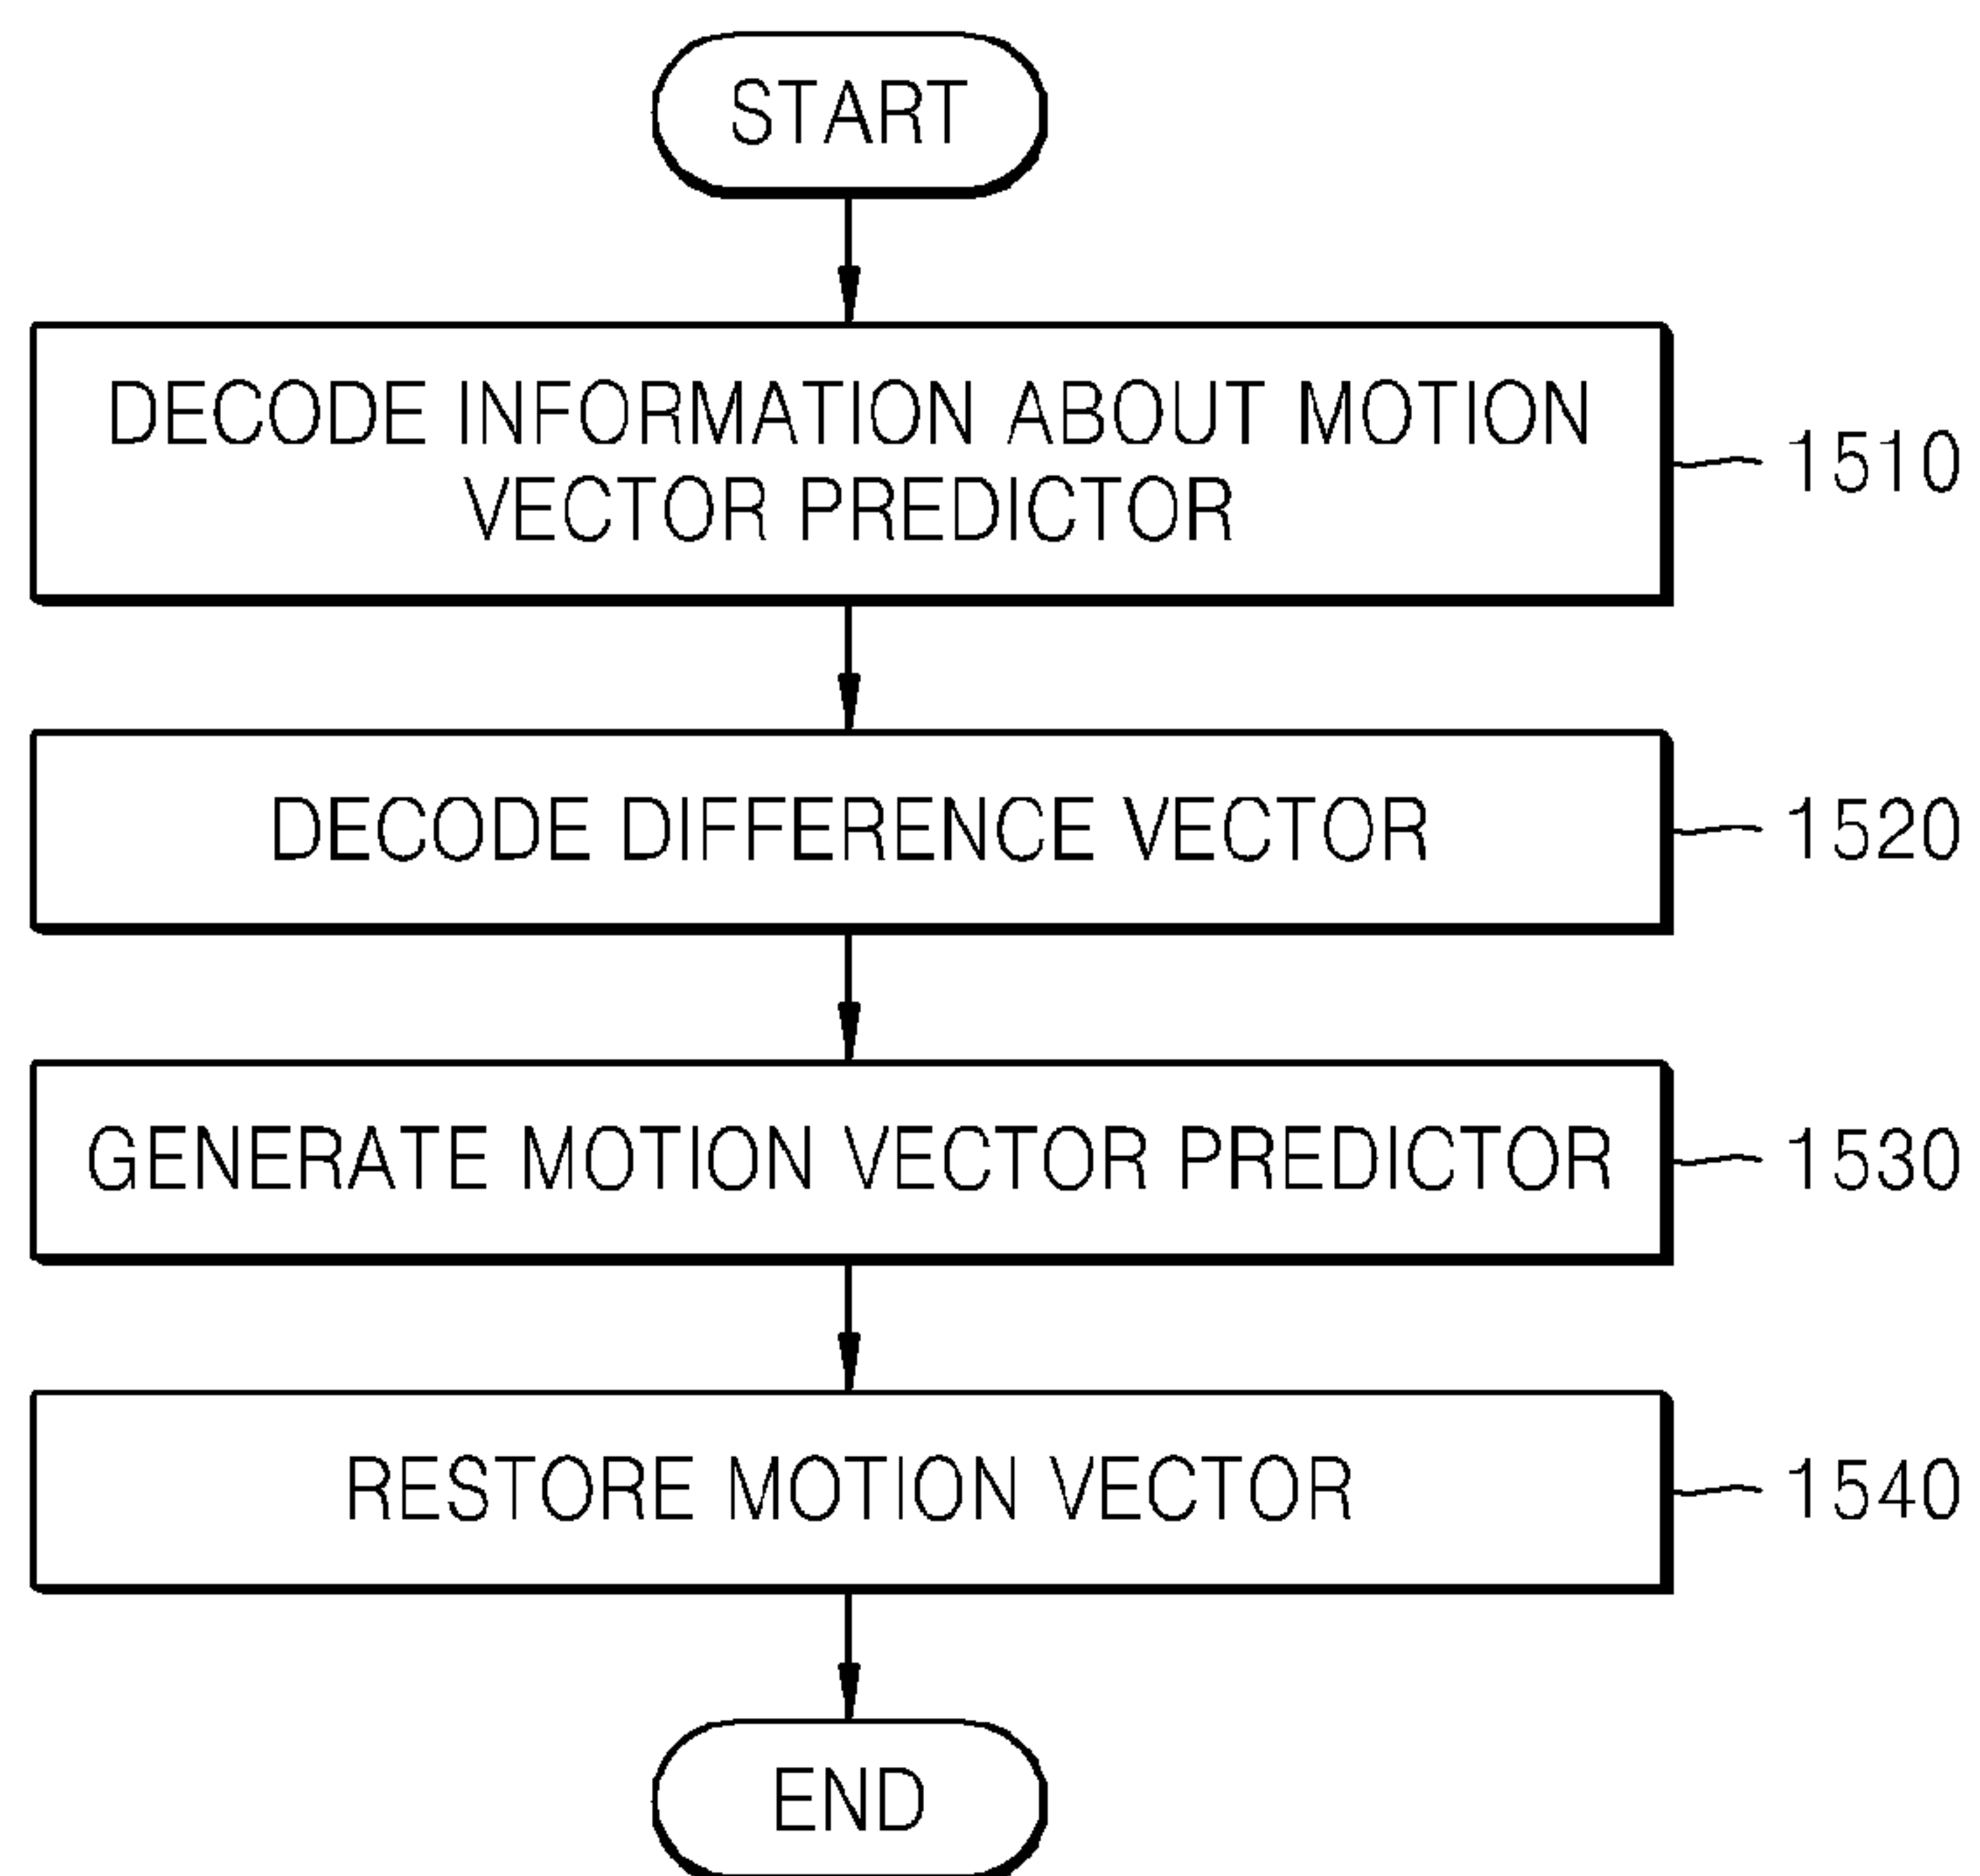 START
DECODE INFORMATION ABOUT MOTION
VECTOR PREDICTOR
1510
DECODE DIFFERENCE VECTOR
1520
GENERATE MOTION VECTOR PREDICTOR
1530
RESTORE MOTION VECTOR
1540
END